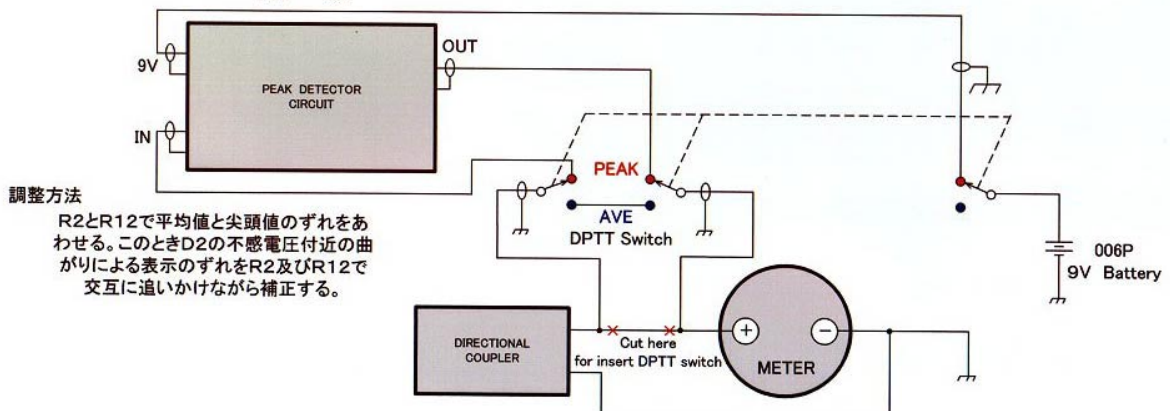 OUT
9V
PEAK DETECTOR
CIRCUIT
IN
PEAK
調整方法
R2とR12で平均値と尖頭値のずれをあ
わせる。このときD2の不感電圧付近の曲
がりによる表示のずれをR2及びR12で
交互に追いかけながら補正する。
AVE
DPTT Switch
006P
9V Battery
DIRECTIONAL
COUPLER
Cut here
for insert DPTT switch
+
−
METER